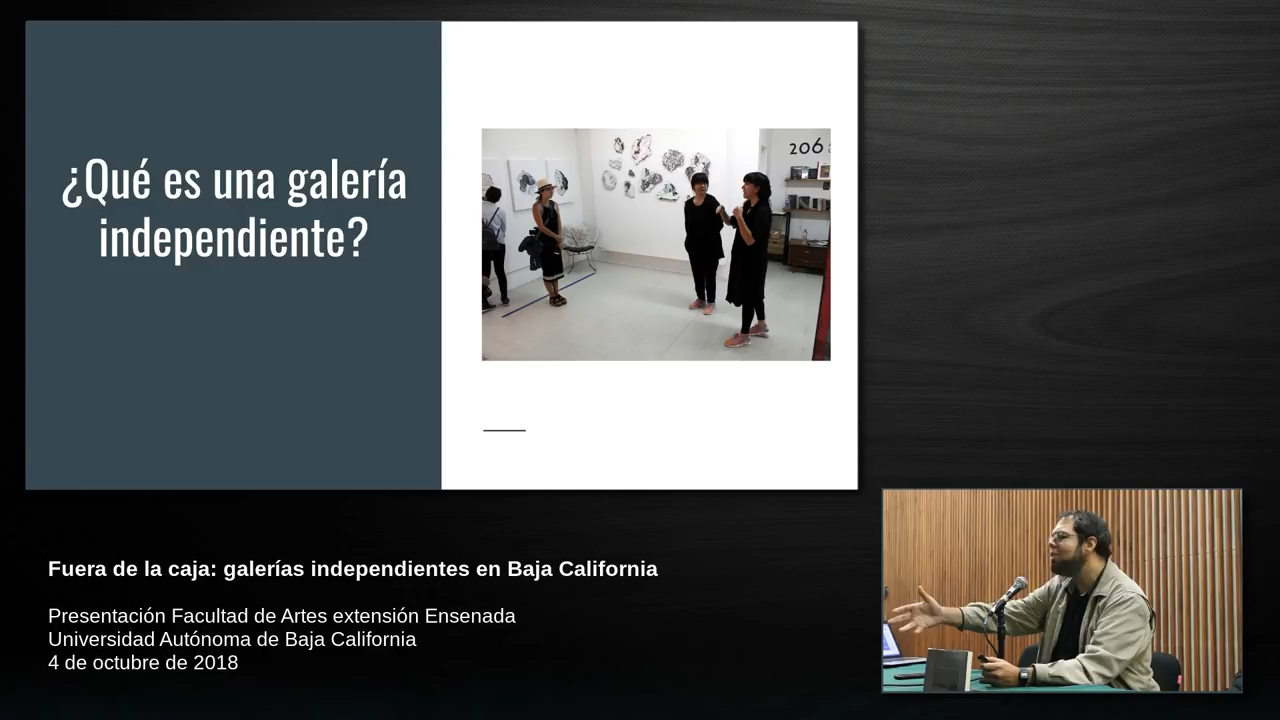 ¿Qué es una galería
independiente?
206
Fuera de la caja: galerías independientes en Baja California
Presentación Facultad de Artes extensión Ensenada
Universidad Autónoma de Baja California
4 de octubre de 2018